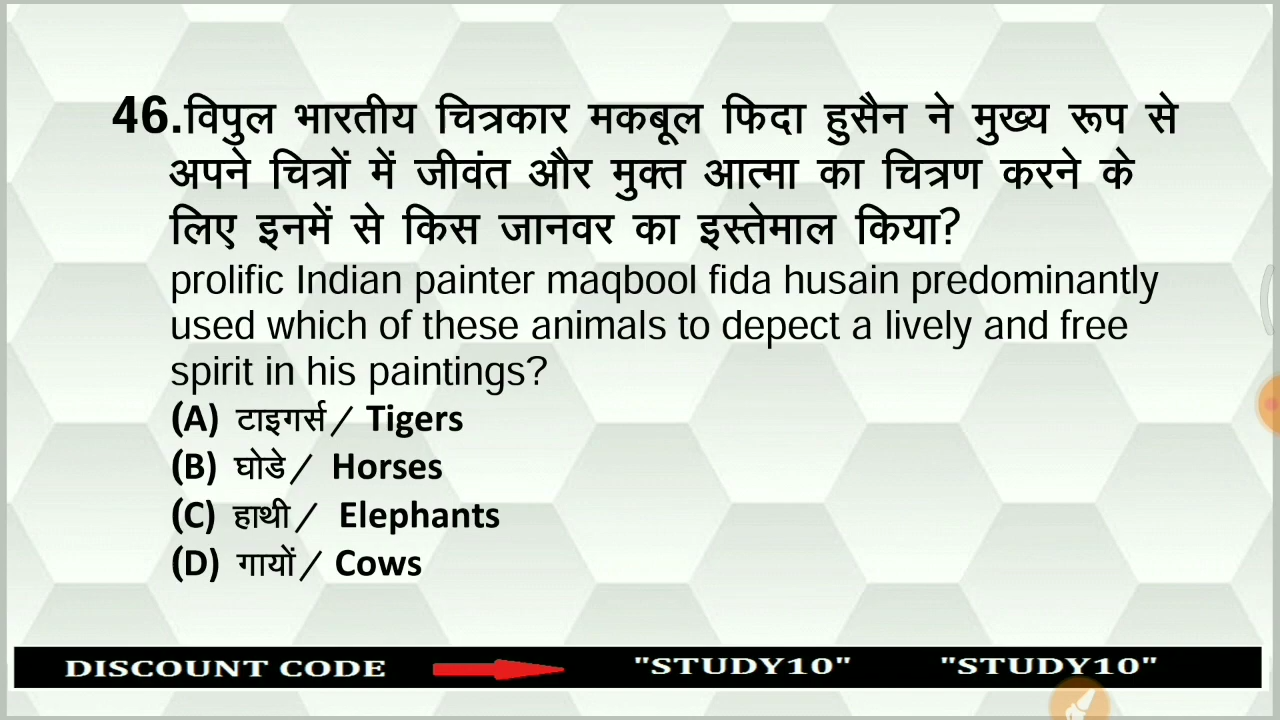 46.विपुल भारतीय चित्रकार मकबूल फिदा हुसैन ने मुख्य रूप से
अपने चित्रों में जीवंत और मुक्त आत्मा का चित्रण करने के
लिए इनमें से किस जानवर का इस्तेमाल किया?
prolific Indian painter maqbool fida husain predominantly
used which of these animals to depect a lively and free
spirit in his paintings?
(A) टाइगर्स/ Tigers
(B) घोडे/ Horses
(C) हाथी/ Elephants
(D) गायों/ Cows
DISCOUNT CODE "STUDY10" "STUDY10"